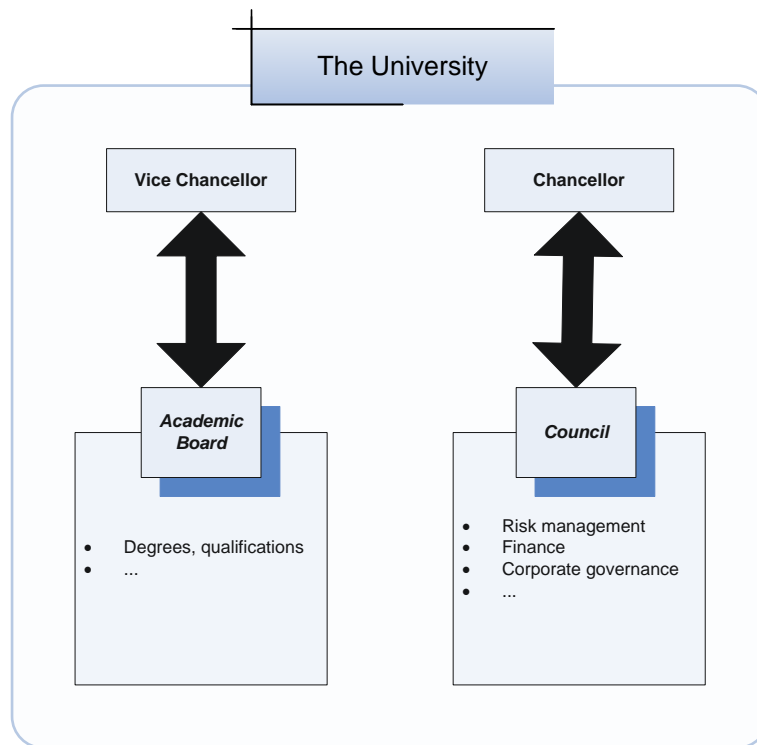 The University
Vice Chancellor
Chancellor
Academic
Board
Council
• Degrees, qualifications
• ...
• Risk management
• Finance
• Corporate governance
• ...